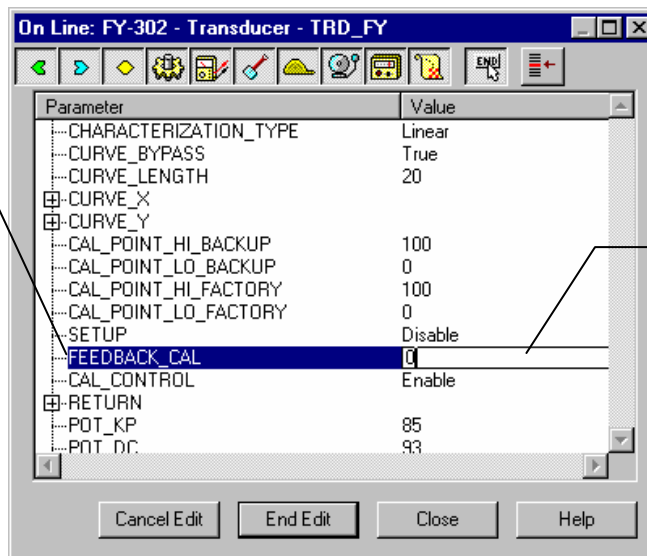 On Line: FY-302 - Transducer - TRD_FY
END
Parameter Value
CHARACTERIZATION_TYPE Linear
CURVE_BYPASS True
CURVE_LENGTH 20
CURVE_X
CURVE_Y
CAL_POINT_HI_BACKUP 100
CAL_POINT_LO_BACKUP 0
CAL_POINT_HI_FACTORY 100
CAL_POINT_LO_FACTORY 0
SETUP Disable
FEEDBACK_CAL 0
CAL_CONTROL Enable
RETURN
POT_KP 85
POT_DC 93
Cancel Edit End Edit Close Help